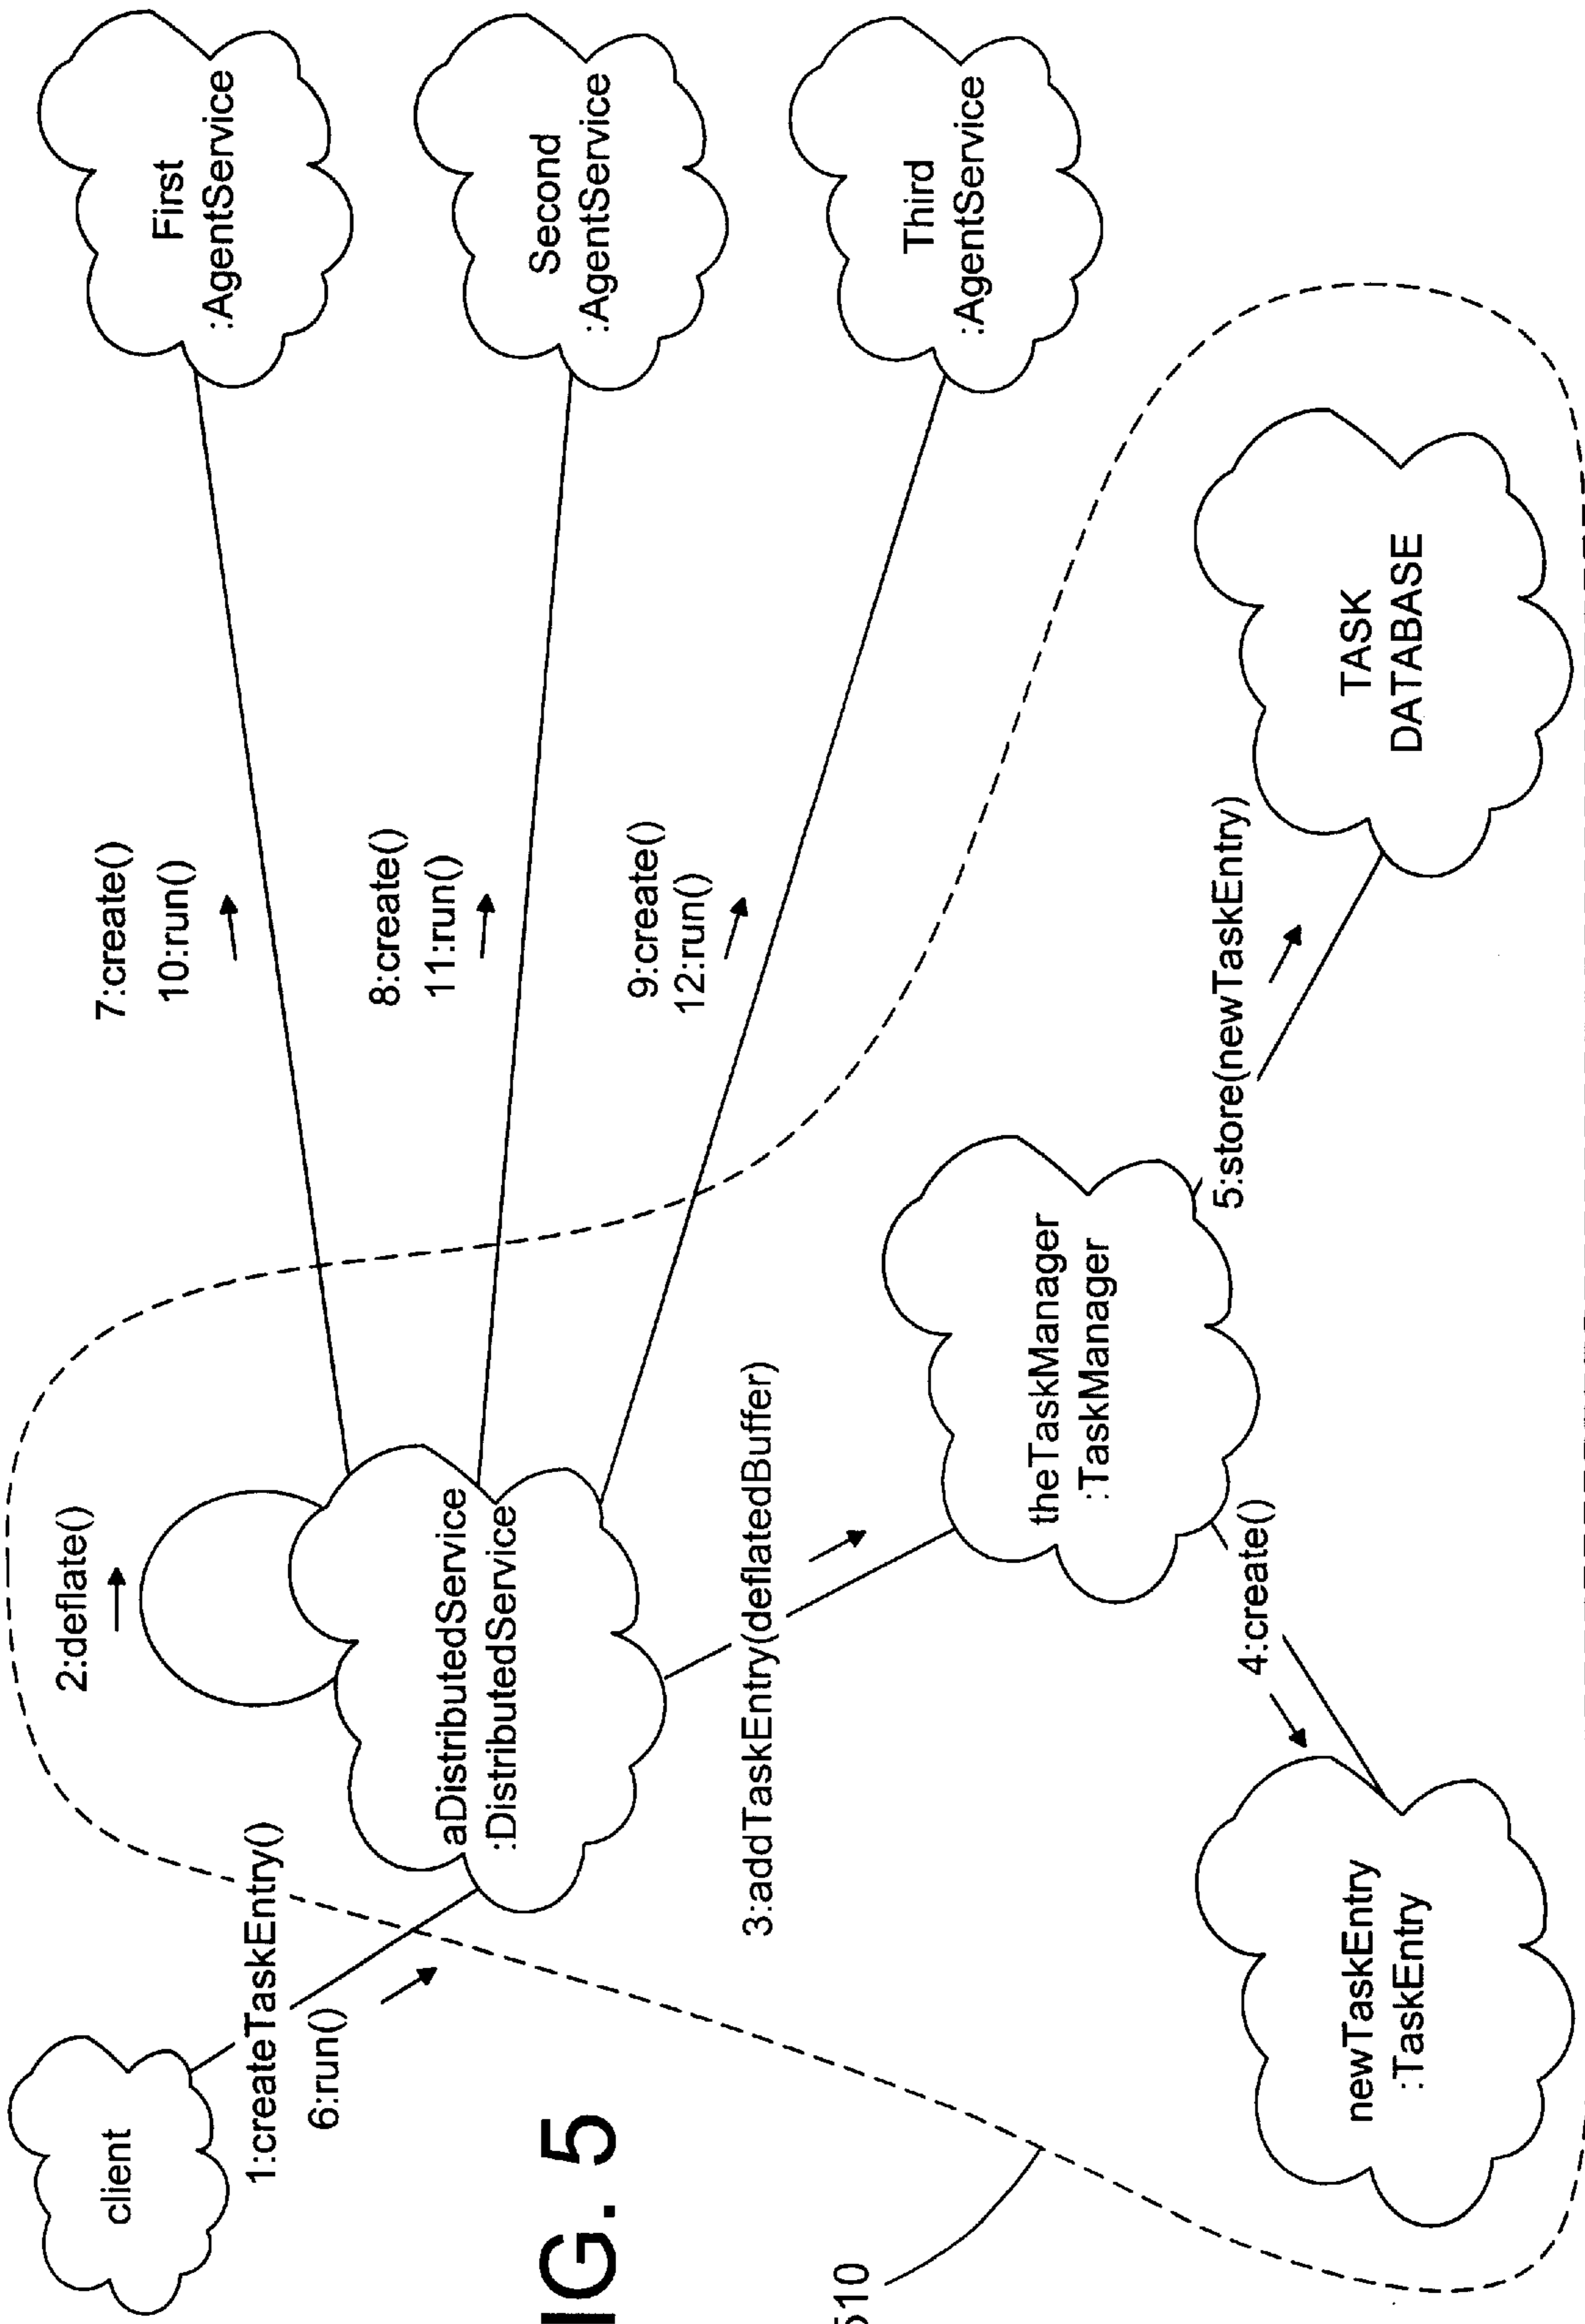 client
1:createTaskEntry()
6:run()
2:deflate()
aDistributedService
:DistributedService
7:create()
10:run()
First
:AgentService
8:create()
11:run()
Second
:AgentService
9:create()
12:run()
Third
:AgentService
3:addTaskEntry(deflatedBuffer)
theTaskManager
:TaskManager
4:create()
5:store(newTaskEntry)
newTaskEntry
:TaskEntry
TASK
DATABASE
510
IG. 5